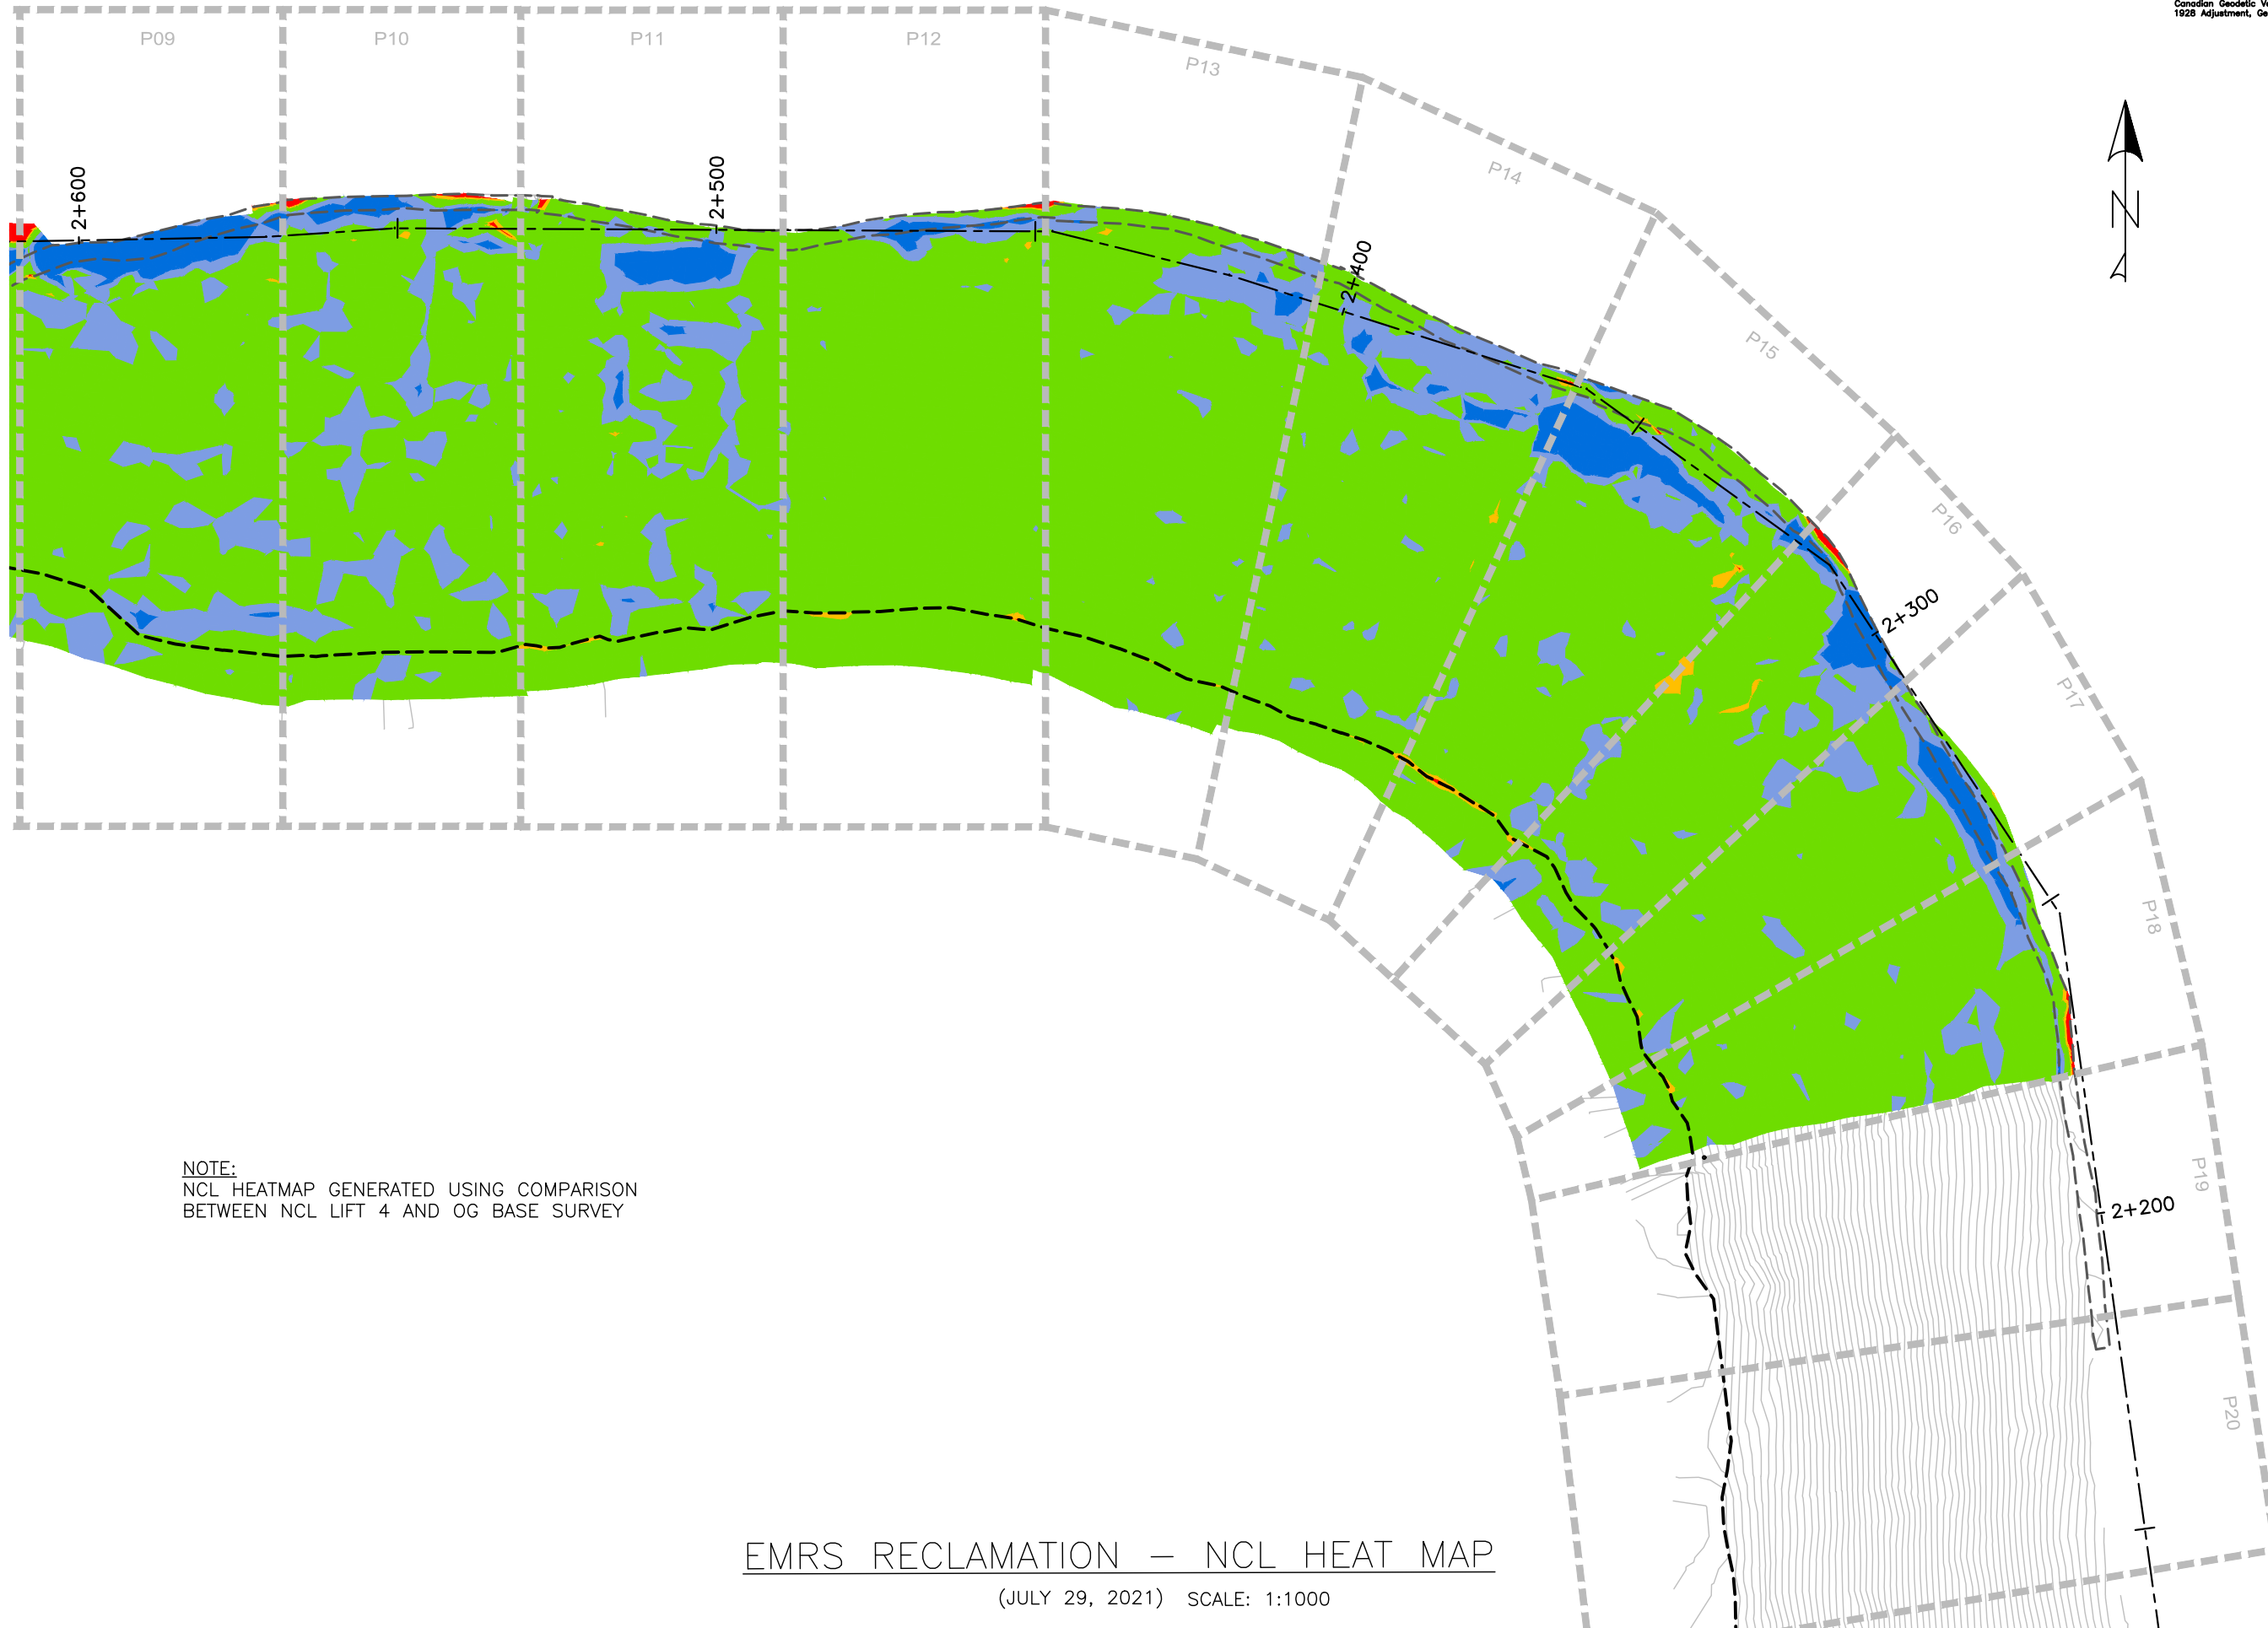 Canadian Geodetic
1928 Adjustment,
P09
P10
P11
P12
P13
P14
P15
P16
P17
P18
P19
P20
2+600
2+500
2+400
2+300
2+200
N
NOTE:
NCL HEATMAP GENERATED USING COMPARISON
BETWEEN NCL LIFT 4 AND OG BASE SURVEY
EMRS RECLAMATION – NCL HEAT MAP
(JULY 29, 2021) SCALE: 1:1000